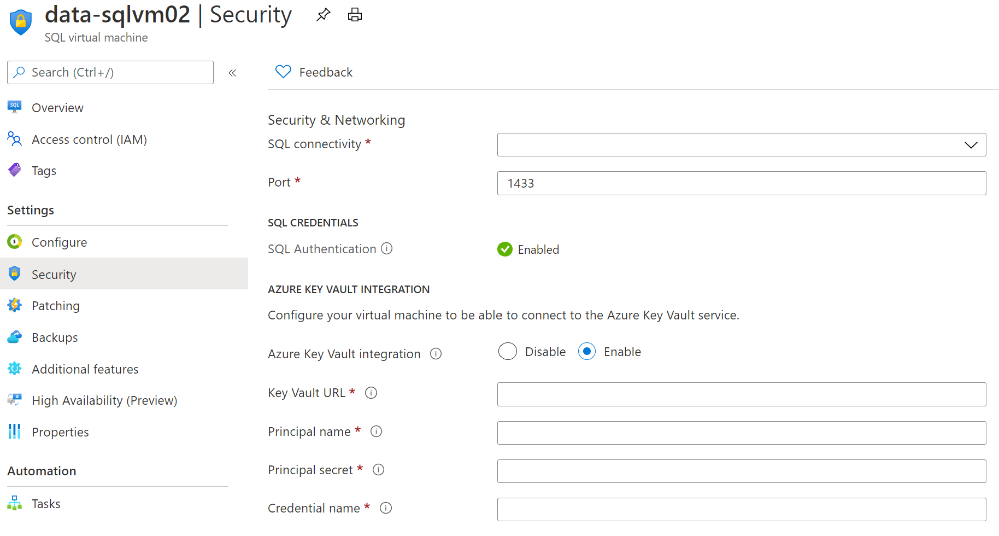 data-sqlvm02 | Security
SQL virtual machine
Search (Ctrl+/)
«
Overview
Access control (IAM)
Tags
Settings
Configure
Security
Patching
Backups
Additional features
High Availability (Preview)
Properties
Automation
Tasks
Feedback
Security & Networking
SQL connectivity *
Port *
1433
SQL CREDENTIALS
SQL Authentication
Enabled
AZURE KEY VAULT INTEGRATION
Configure your virtual machine to be able to connect to the Azure Key Vault service.
Azure Key Vault integration
Disable
Enable
Key Vault URL *
Principal name *
Principal secret *
Credential name *